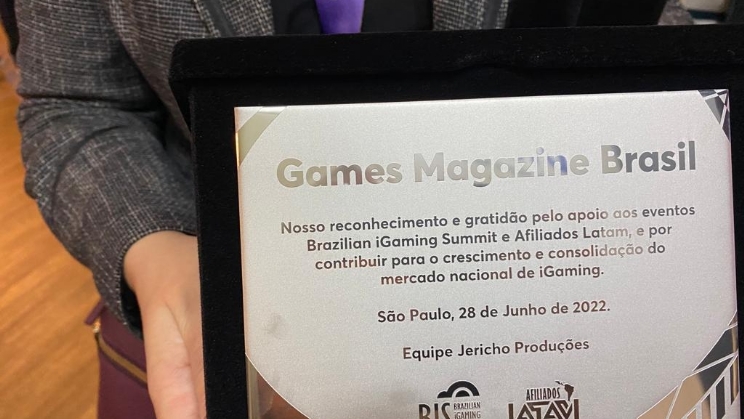 Games Magazine Brasil
Nosso reconhecimento e gratidão pelo apoio aos eventos
Brazilian iGaming Summit e Afiliados Latam, e por
contribuir para o crescimento e consolidação do
mercado nacional de iGaming.
São Paulo, 28 de Junho de 2022.
Equipe Jericho Produções
BIS BRAZILIAN
iGAMING
AFILIADOS
LATAM